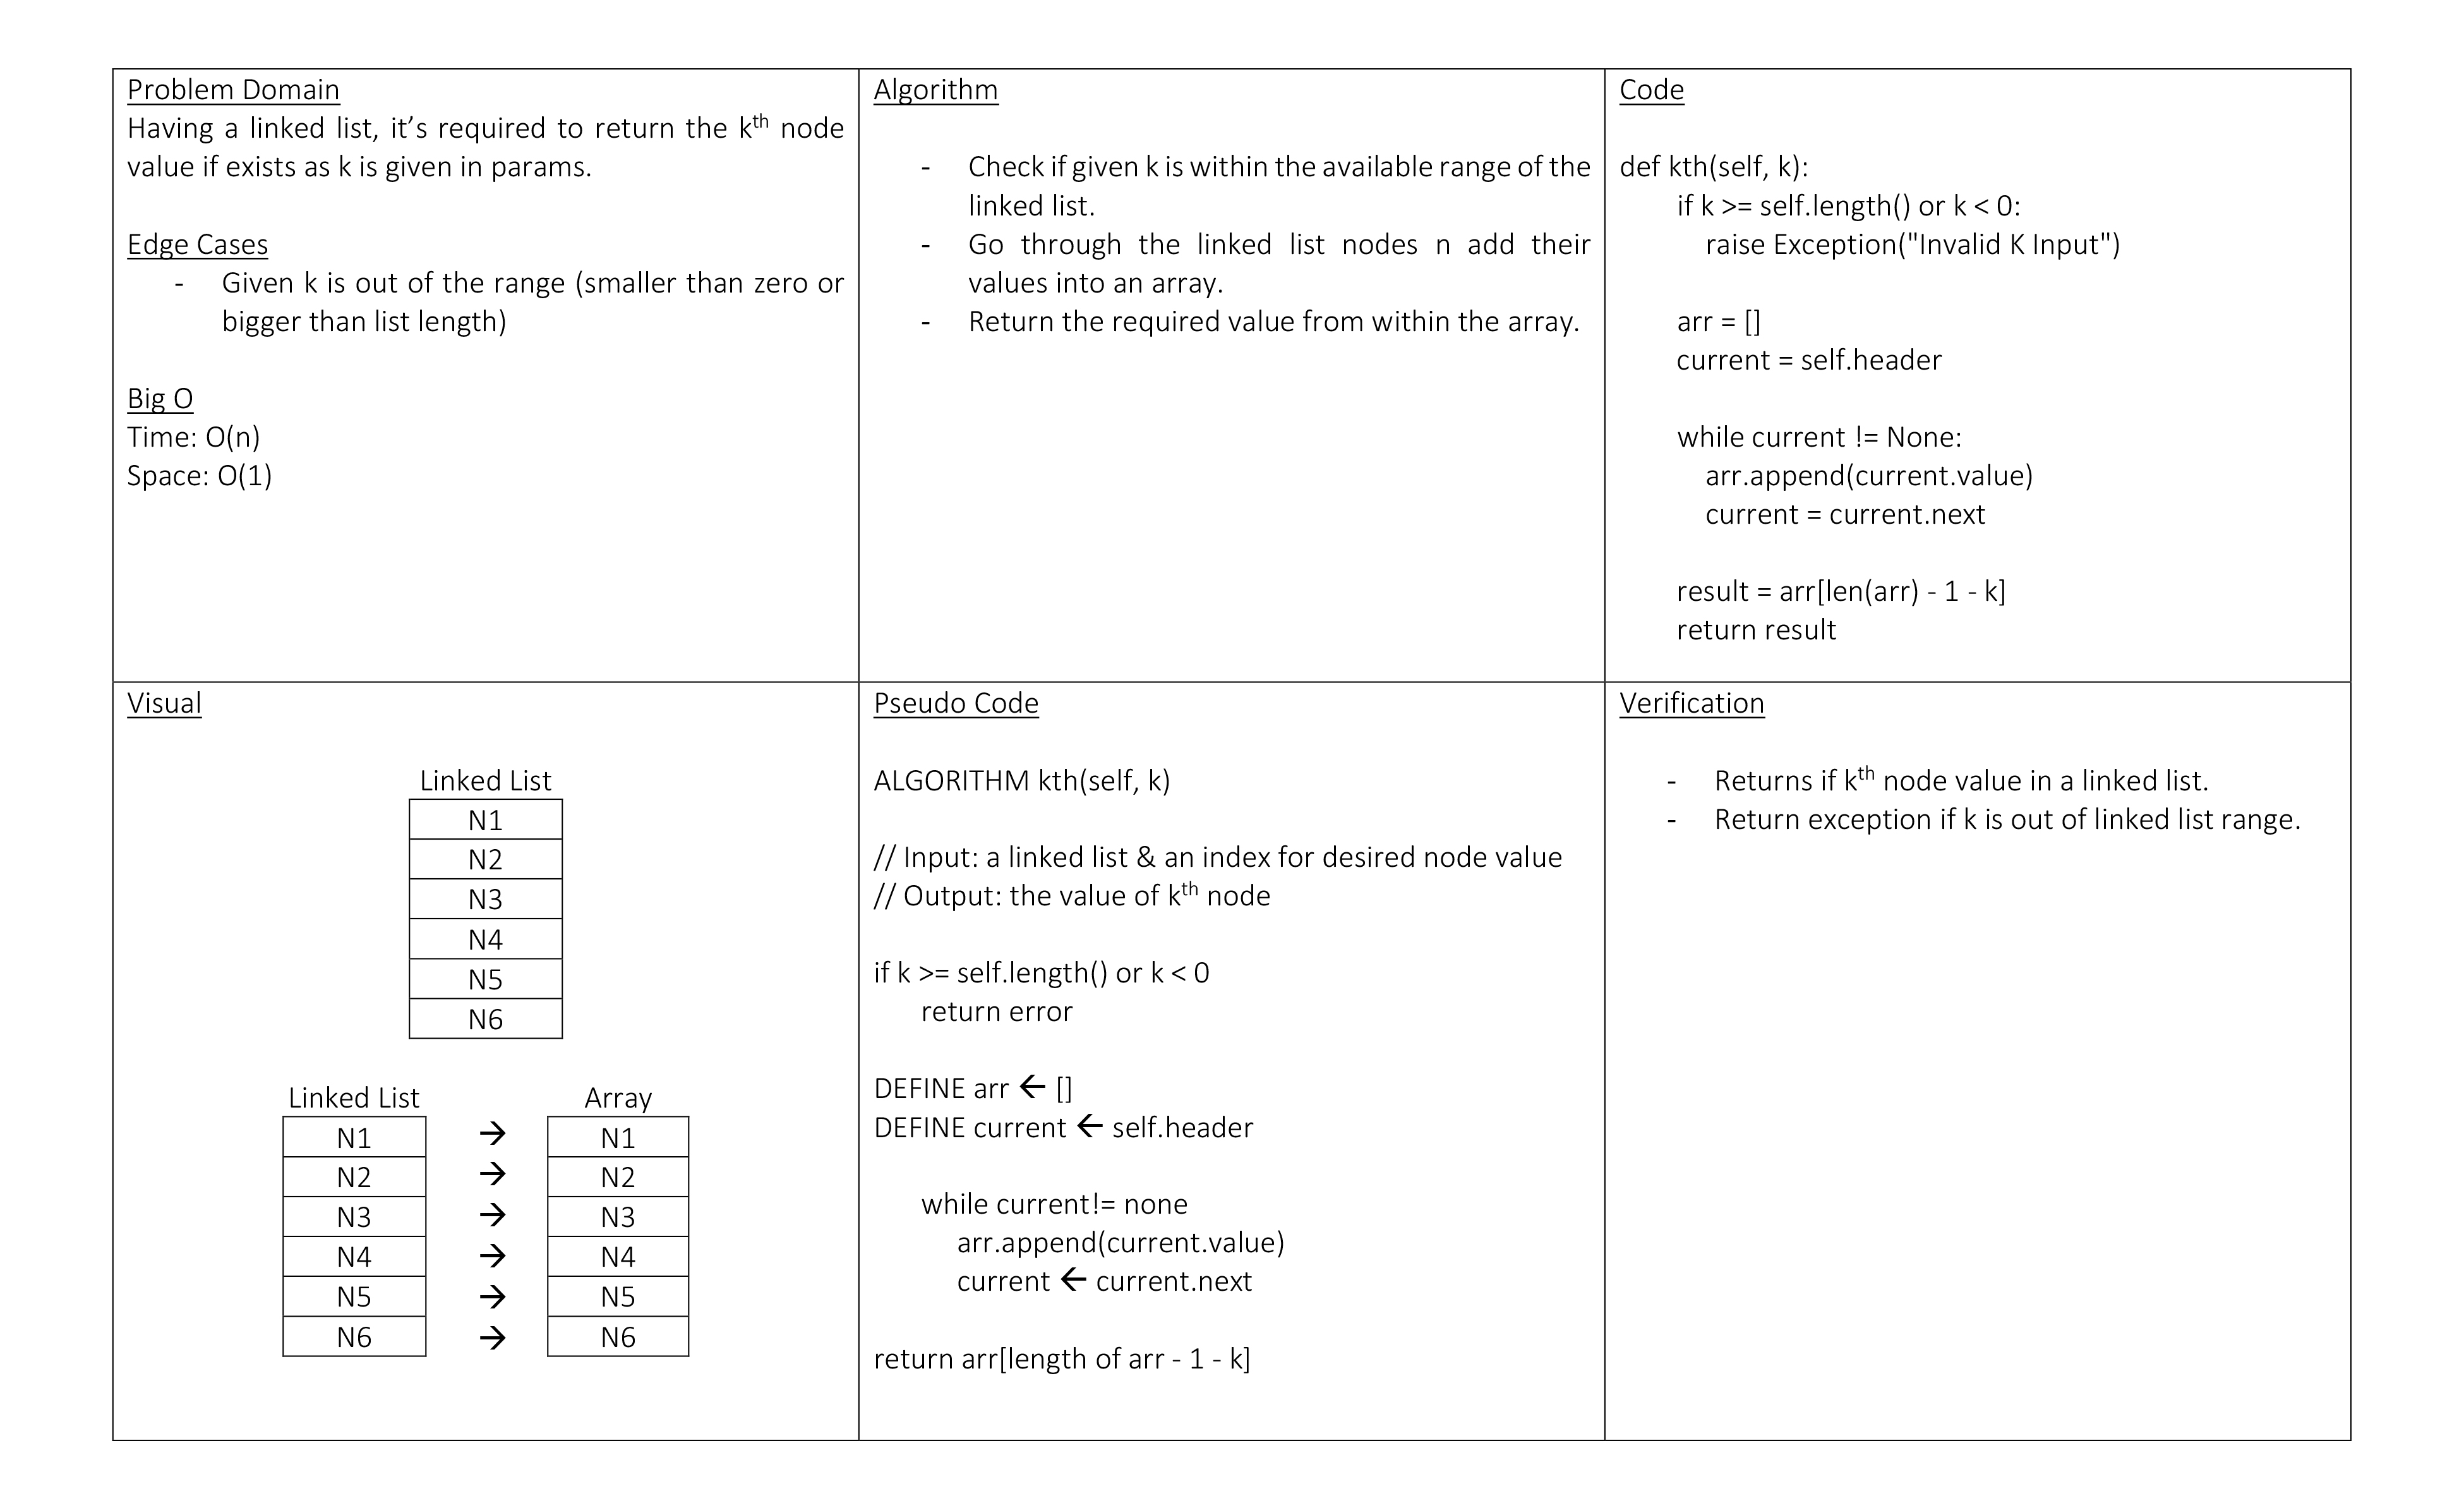 Problem Domain
Having a linked list, it’s required to return the kth node
value if exists as k is given in params.
Edge Cases
- Given k is out of the range (smaller than zero or
bigger than list length)
Big O
Time: O(n)
Space: O(1)
Algorithm
- Check if given k is within the available range of the
linked list.
- Go through the linked list nodes n add their
values into an array.
- Return the required value from within the array.
Code
def kth(self, k):
if k >= self.length() or k < 0:
raise Exception("Invalid K Input")
arr = []
current = self.header
while current != None:
arr.append(current.value)
current = current.next
result = arr[len(arr) - 1 - k]
return result
Visual
Linked List
N1
N2
N3
N4
N5
N6
Linked List Array
N1 → N1
N2 → N2
N3 → N3
N4 → N4
N5 → N5
N6 → N6
Pseudo Code
ALGORITHM kth(self, k)
// Input: a linked list & an index for desired node value
// Output: the value of kth node
if k >= self.length() or k < 0
return error
DEFINE arr ← []
DEFINE current ← self.header
while current!= none
arr.append(current.value)
current ← current.next
return arr[length of arr - 1 - k]
Verification
- Returns if kth node value in a linked list.
- Return exception if k is out of linked list range.